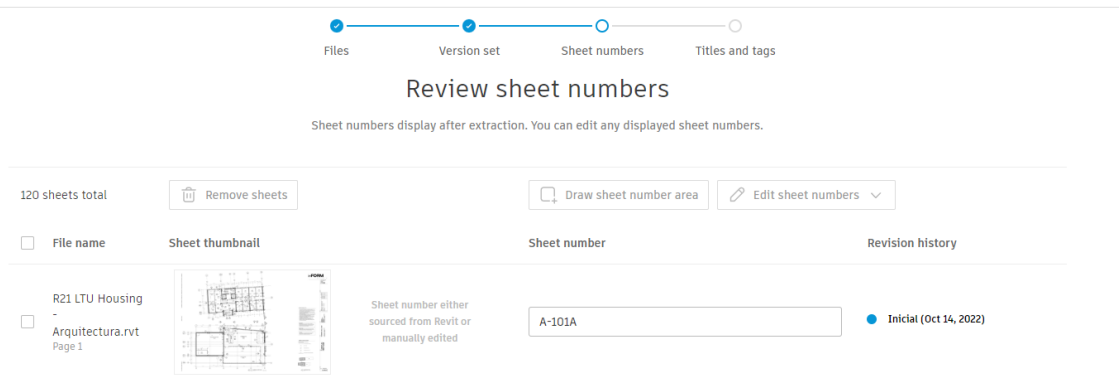 Files
Version set
Sheet numbers
Titles and tags
Review sheet numbers
Sheet numbers display after extraction. You can edit any displayed sheet numbers.
120 sheets total
Remove sheets
Draw sheet number area
Edit sheet numbers
File name
Sheet thumbnail
Sheet number
Revision history
R21 LTU Housing
-
Arquitectura.rvt
Page 1
Sheet number either
sourced from Revit or
manually edited
A-101A
Inicial (Oct 14, 2022)